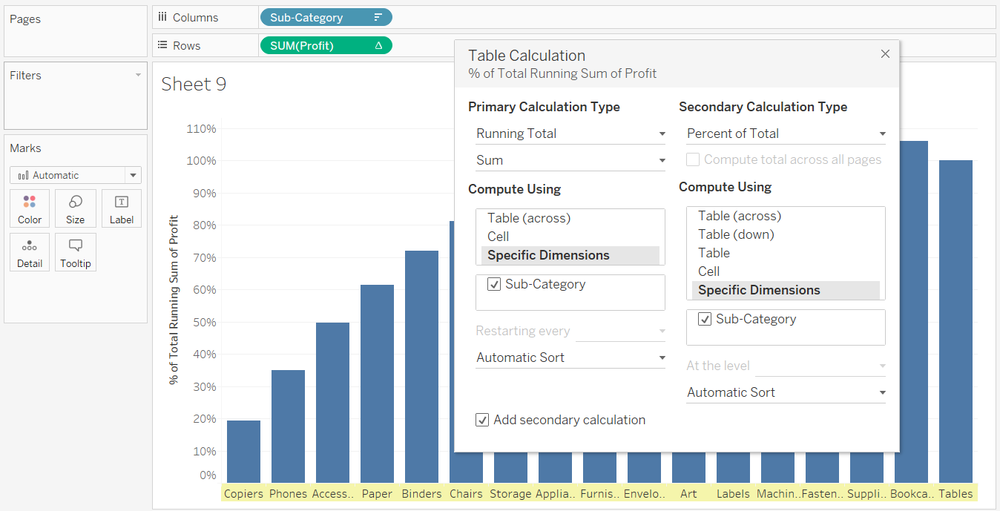 Pages
Columns
Sub-Category
Rows
SUM(Profit)
Filters
Marks
Automatic
Color
Size
Label
Detail
Tooltip
Sheet 9
% of Total Running Sum of Profit
110%
100%
90%
80%
70%
60%
50%
40%
30%
20%
10%
0%
Copiers Phones Access.. Paper Binders Chairs Storage Applia.. Furnis.. Envelo.. Art Labels Machin.. Fasten.. Suppli.. Bookca.. Tables
Table Calculation
% of Total Running Sum of Profit
Primary Calculation Type
Running Total
Sum
Compute Using
Table (across)
Cell
Specific Dimensions
Sub-Category
Restarting every
Automatic Sort
Add secondary calculation
Secondary Calculation Type
Percent of Total
Compute total across all pages
Compute Using
Table (across)
Table (down)
Table
Cell
Specific Dimensions
Sub-Category
At the level
Automatic Sort